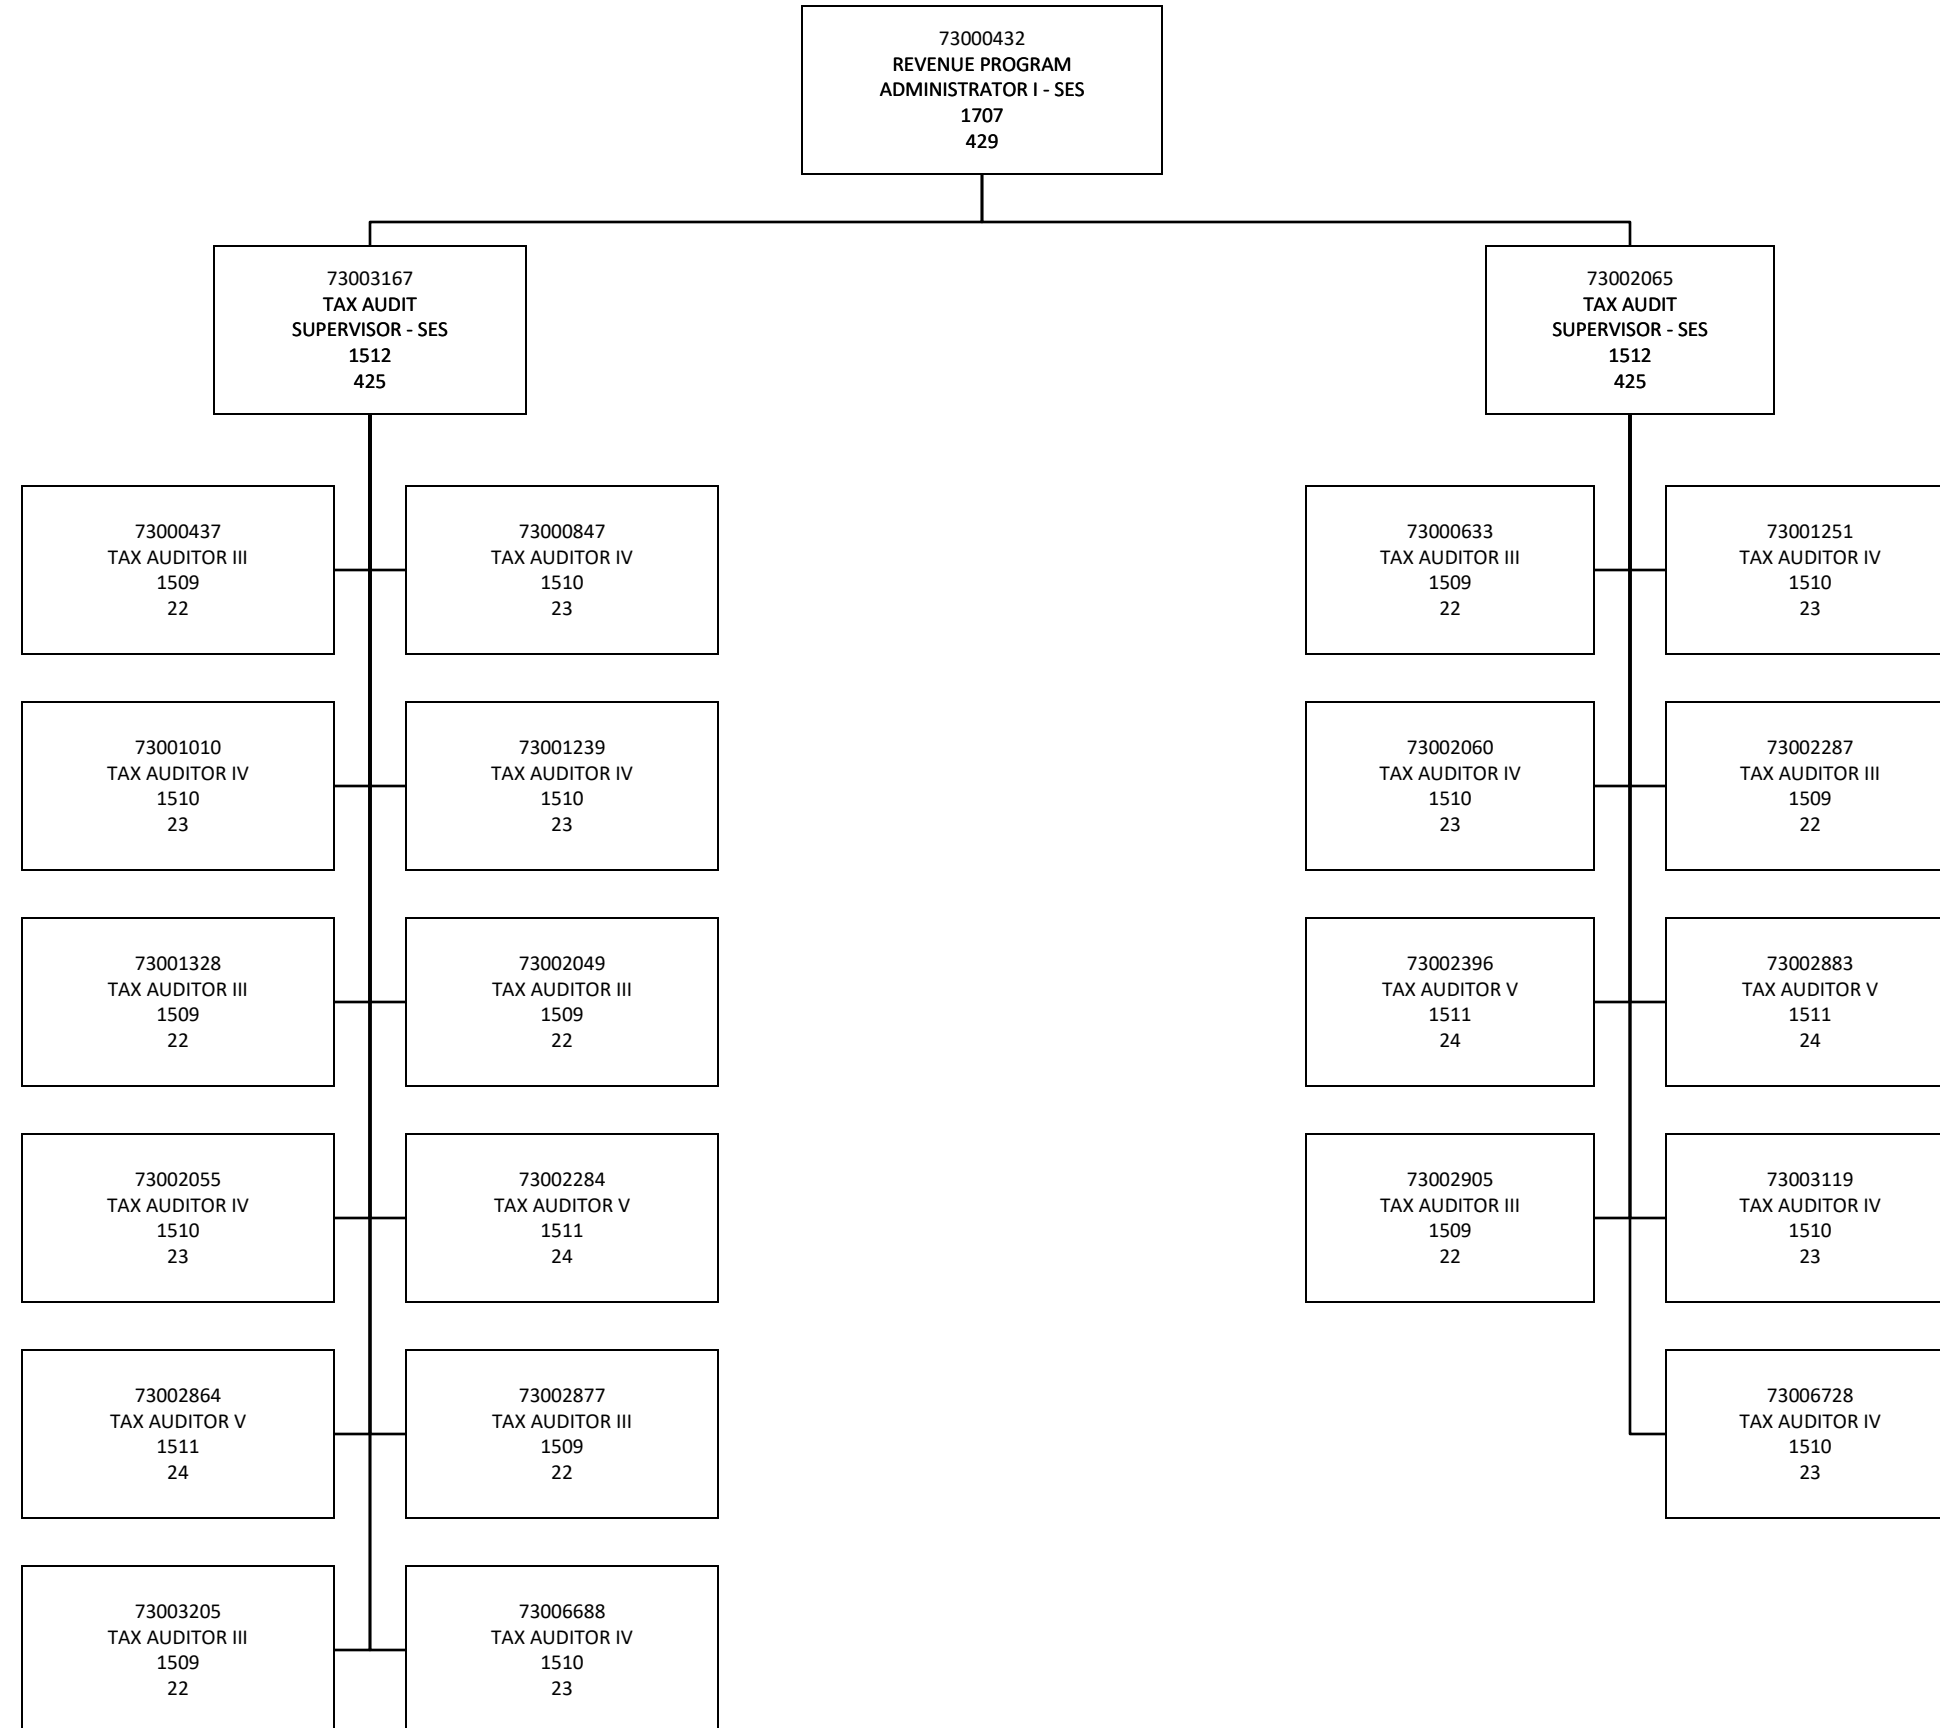 73000432
REVENUE PROGRAM
ADMINISTRATOR I - SES
1707
429
73003167
TAX AUDIT
SUPERVISOR - SES
1512
425
73002065
TAX AUDIT
SUPERVISOR - SES
1512
425
73000437
TAX AUDITOR III
1509
22
73000847
TAX AUDITOR IV
1510
23
73000633
TAX AUDITOR III
1509
22
73001251
TAX AUDITOR IV
1510
23
73001010
TAX AUDITOR IV
1510
23
73001239
TAX AUDITOR IV
1510
23
73002060
TAX AUDITOR IV
1510
23
73002287
TAX AUDITOR III
1509
22
73001328
TAX AUDITOR III
1509
22
73002049
TAX AUDITOR III
1509
22
73002396
TAX AUDITOR V
1511
24
73002883
TAX AUDITOR V
1511
24
73002055
TAX AUDITOR IV
1510
23
73002284
TAX AUDITOR V
1511
24
73002905
TAX AUDITOR III
1509
22
73003119
TAX AUDITOR IV
1510
23
73002864
TAX AUDITOR V
1511
24
73002877
TAX AUDITOR III
1509
22
73006728
TAX AUDITOR IV
1510
23
73003205
TAX AUDITOR III
1509
22
73006688
TAX AUDITOR IV
1510
23